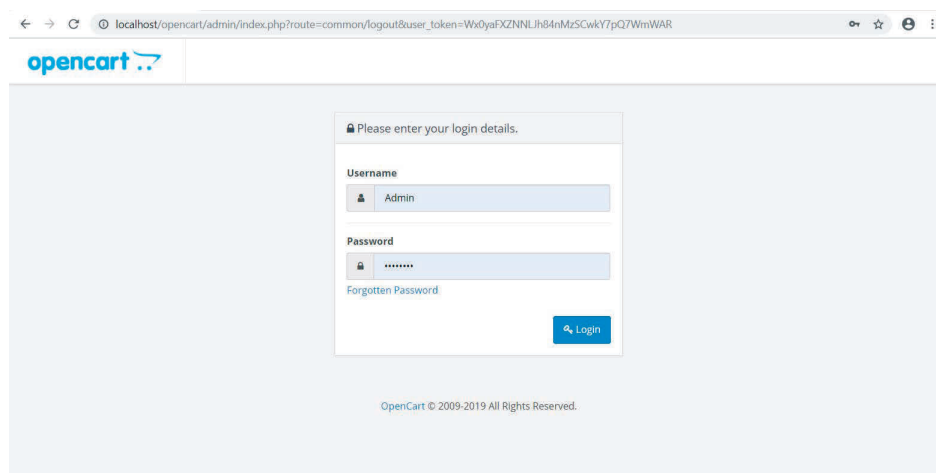 localhost/opencart/admin/index.php?route=common/logout&user_token=Wx0yaFXZNNLJh84nMzSCwkY7pQ7WmWAR
opencart
Please enter your login details.
Username
Admin
Password
••••••••
Forgotten Password
Login
OpenCart © 2009-2019 All Rights Reserved.